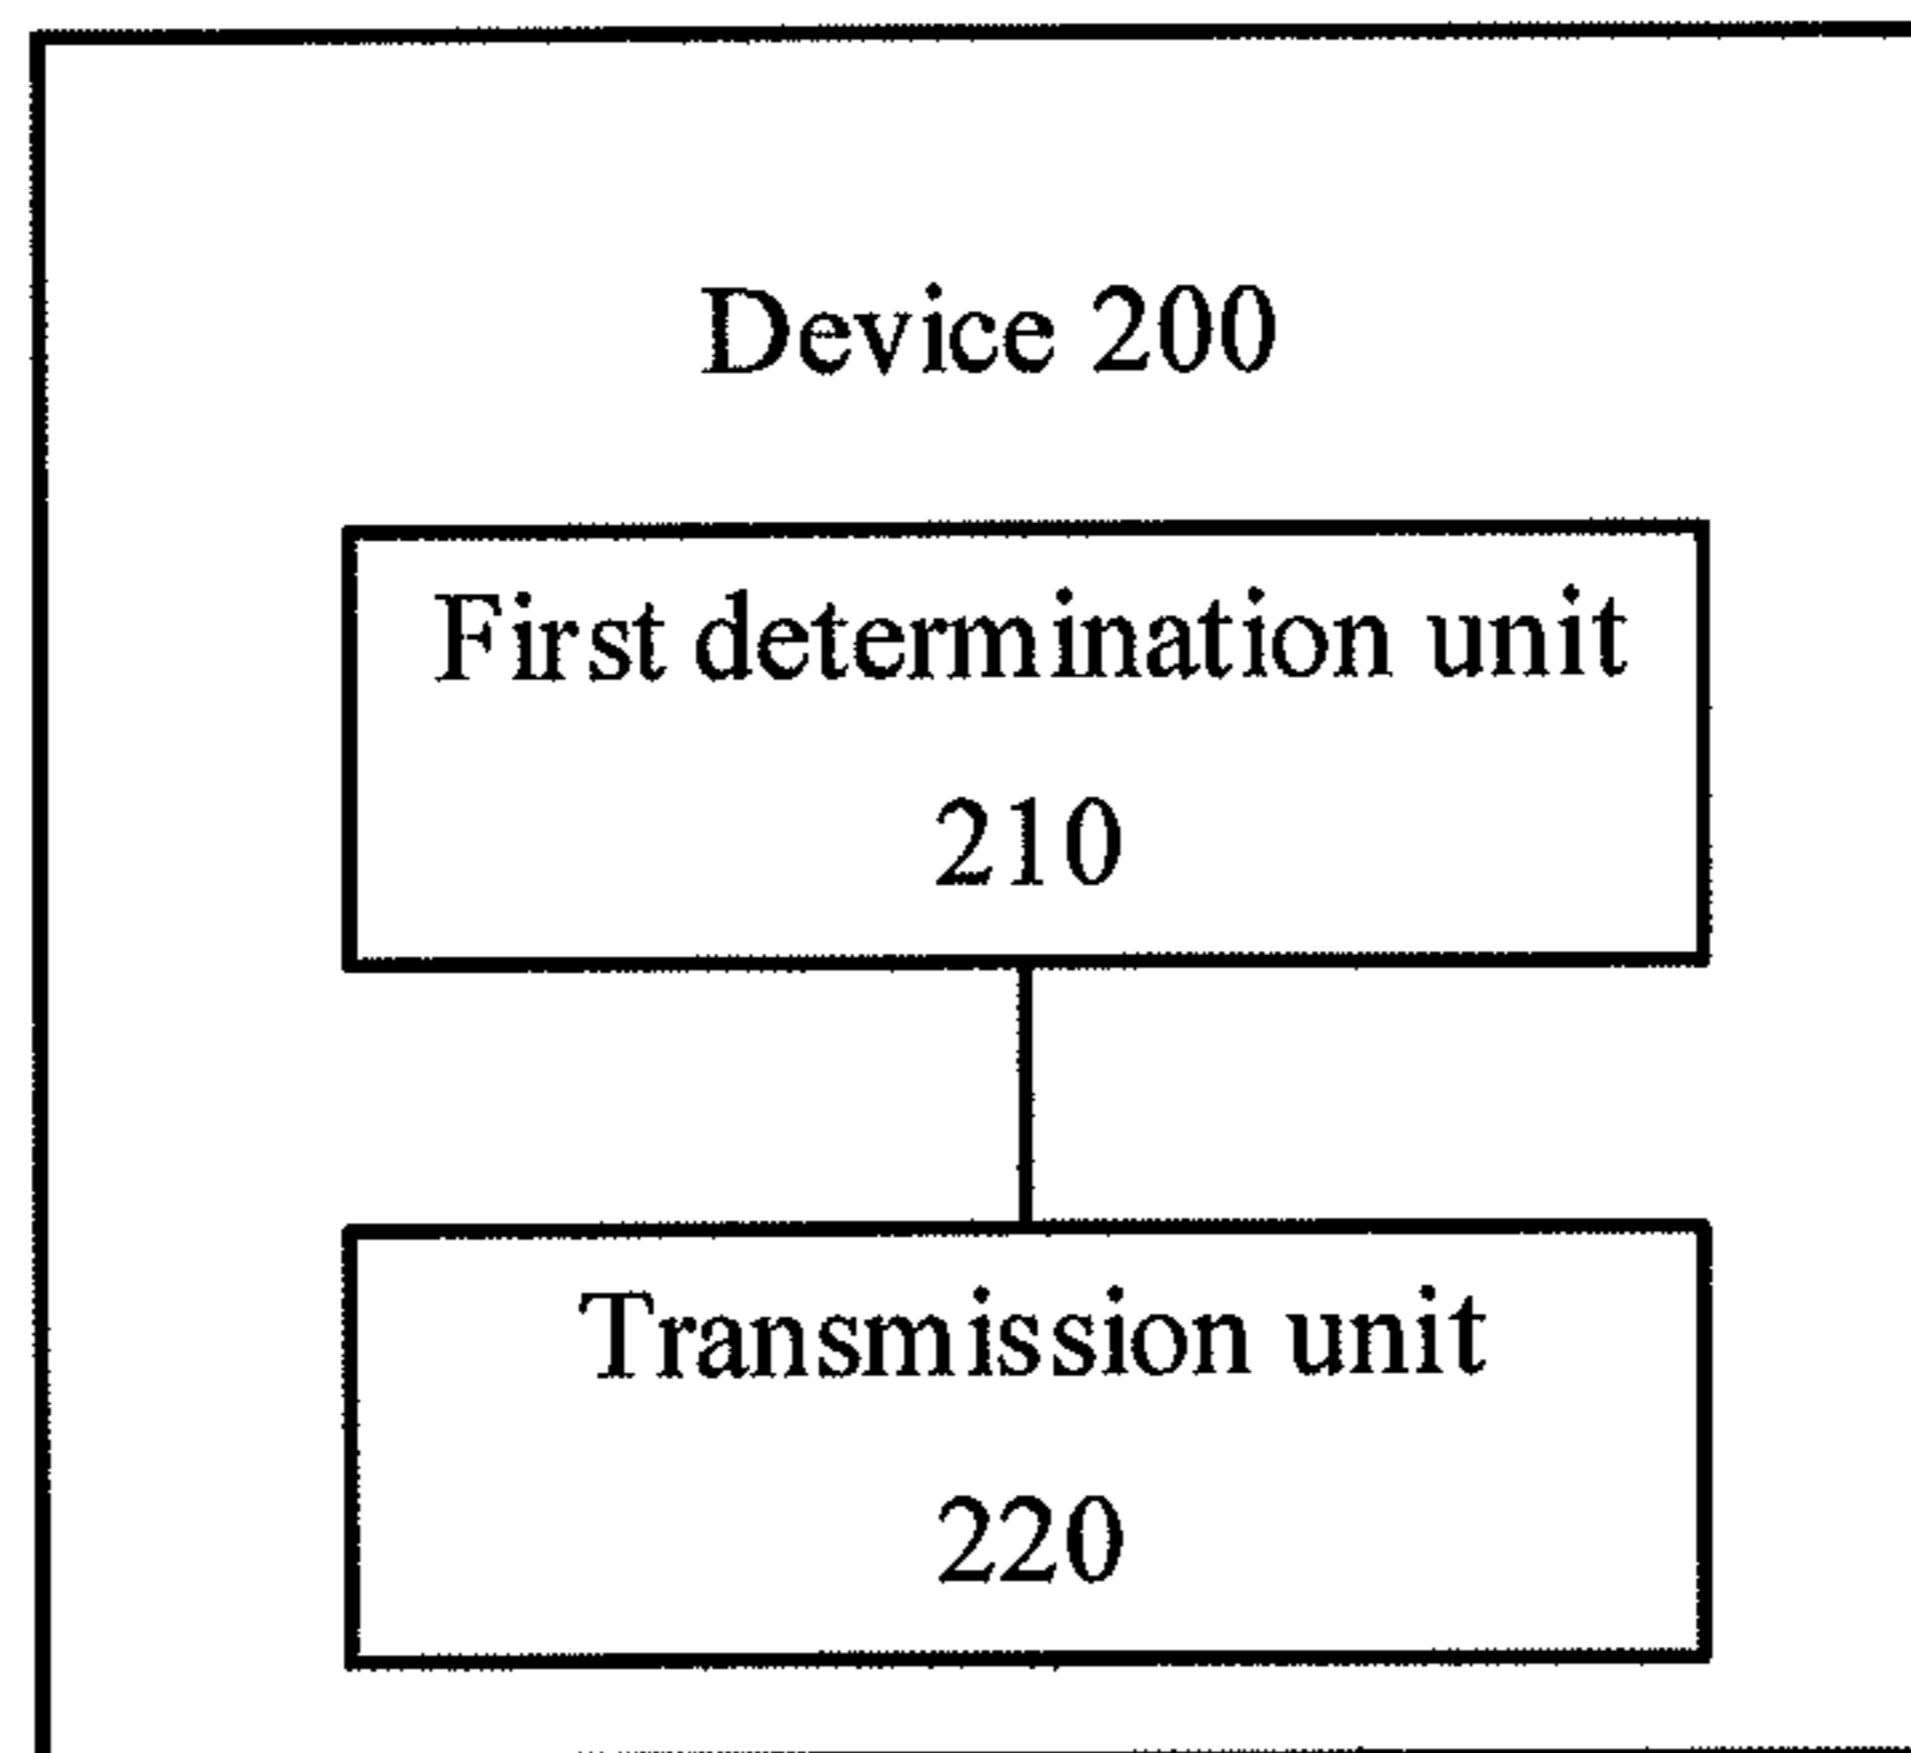 Device 200
First determination unit
210
Transmission unit
220